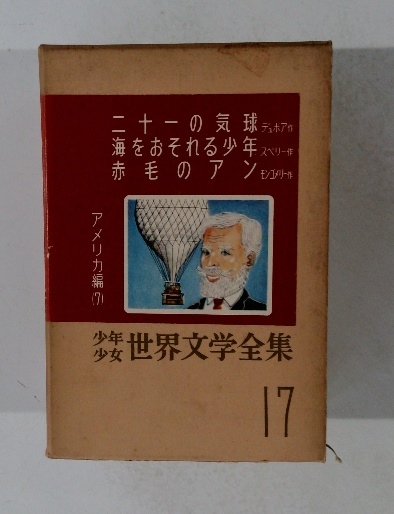 二十一の気球 デュボア作
海をおそれる少年 スペリー作
赤毛のアン モンゴメリー作
アメリカ編(7)
少年少女 世界文学全集
17